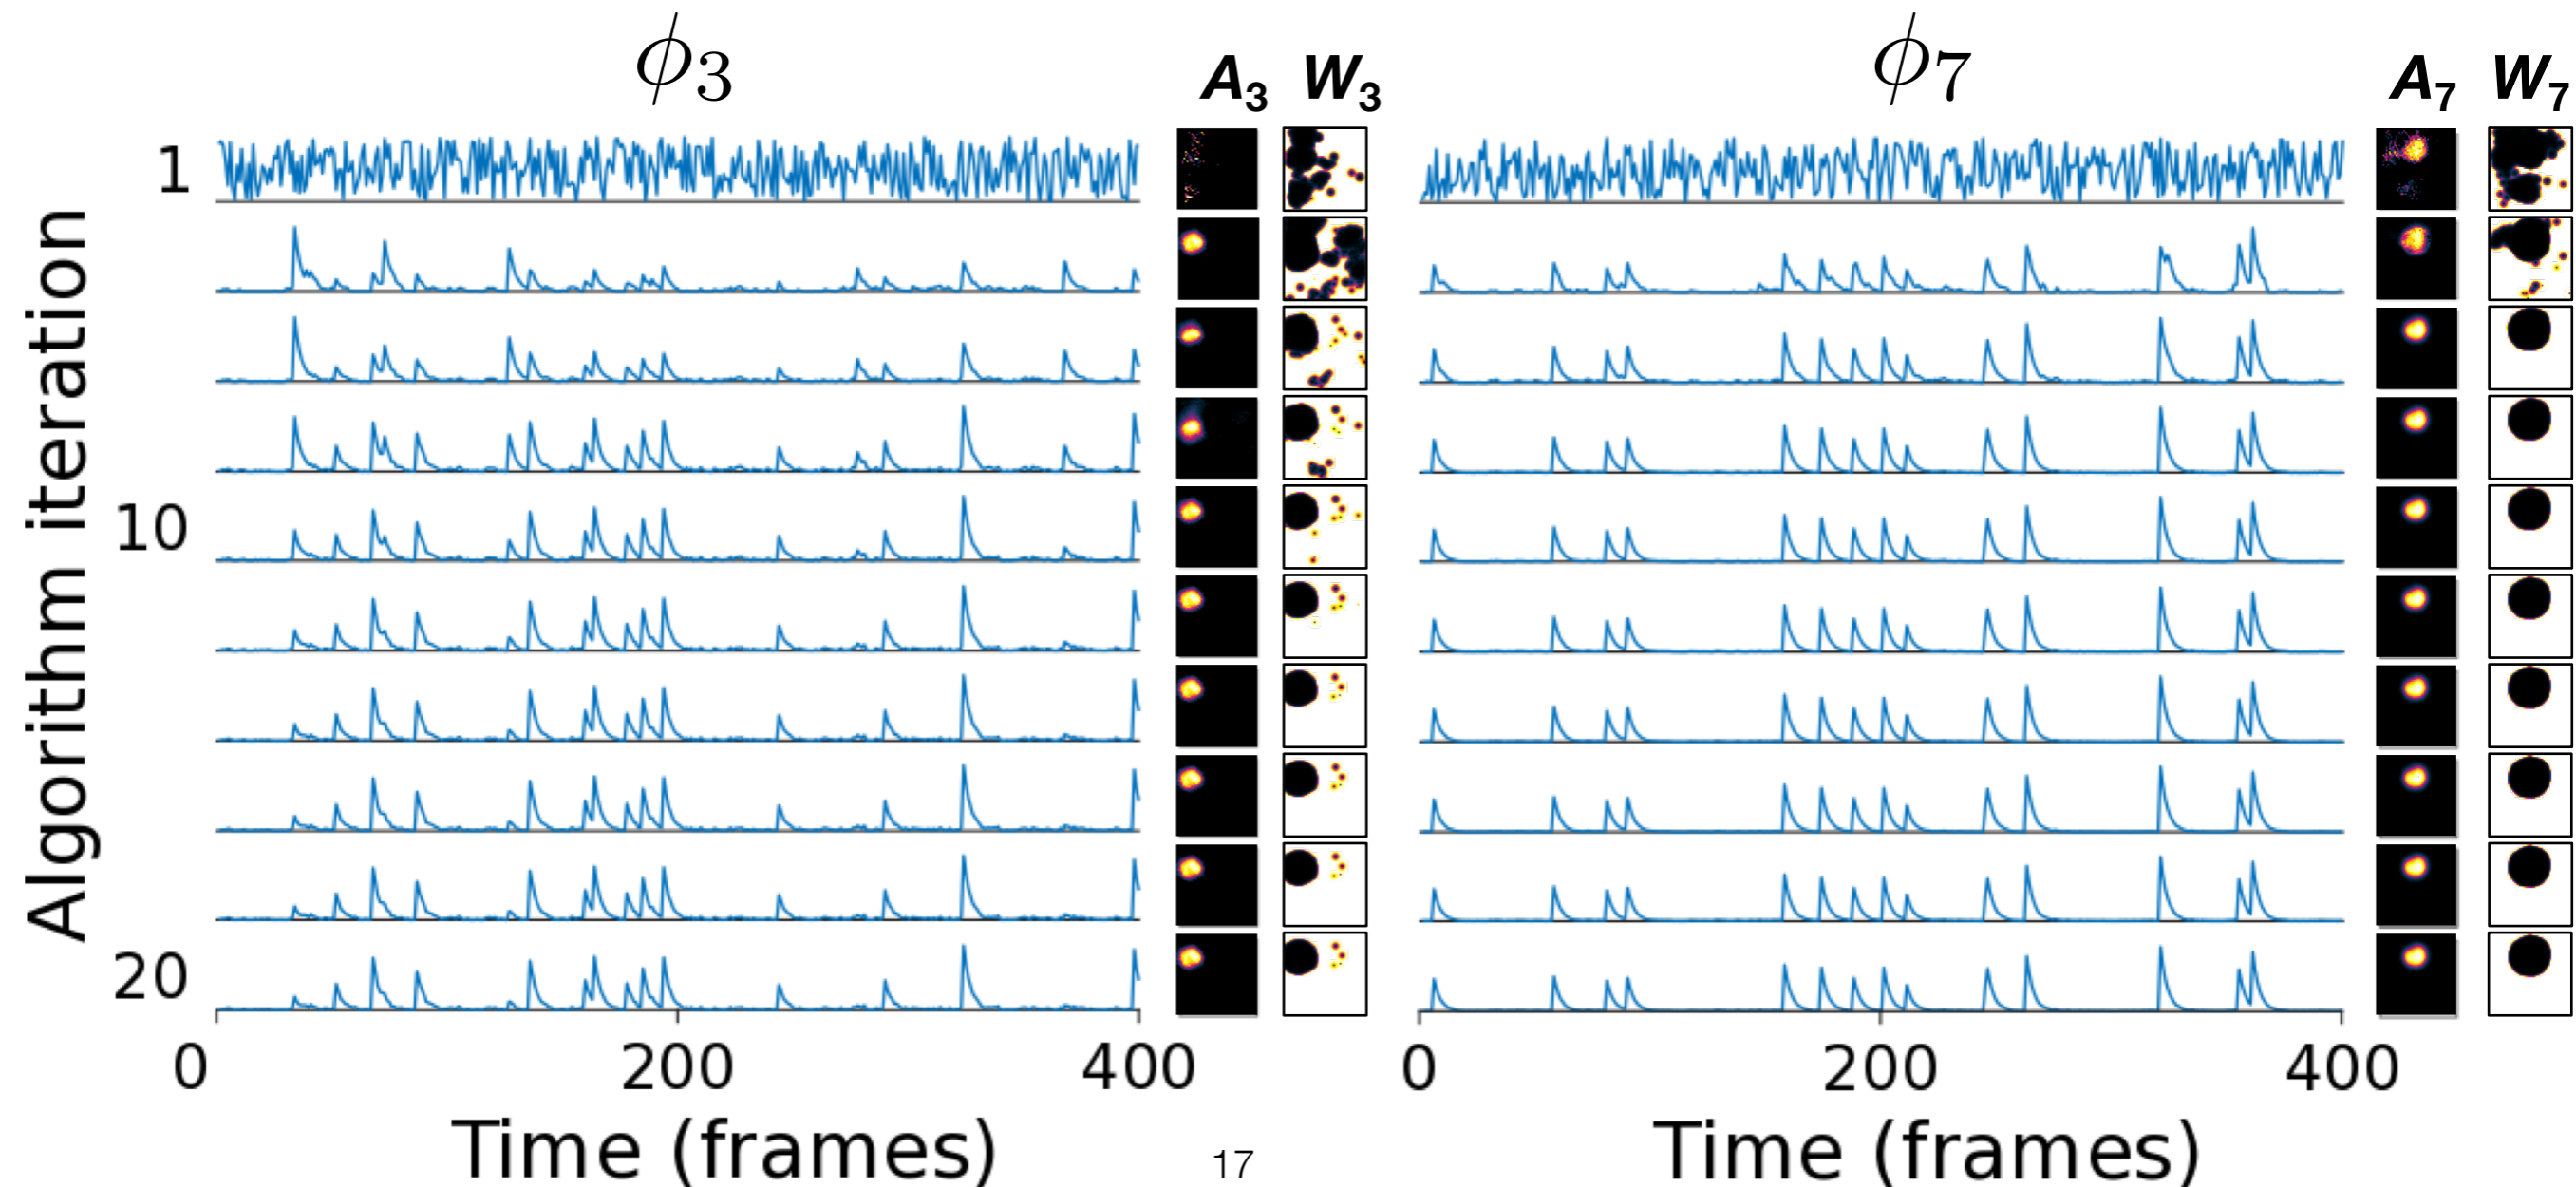 ϕ3
A3 W3
ϕ7
A7 W7
Algorithm iteration
1
10
20
0 200 400
0 200 400
Time (frames)
Time (frames)
17